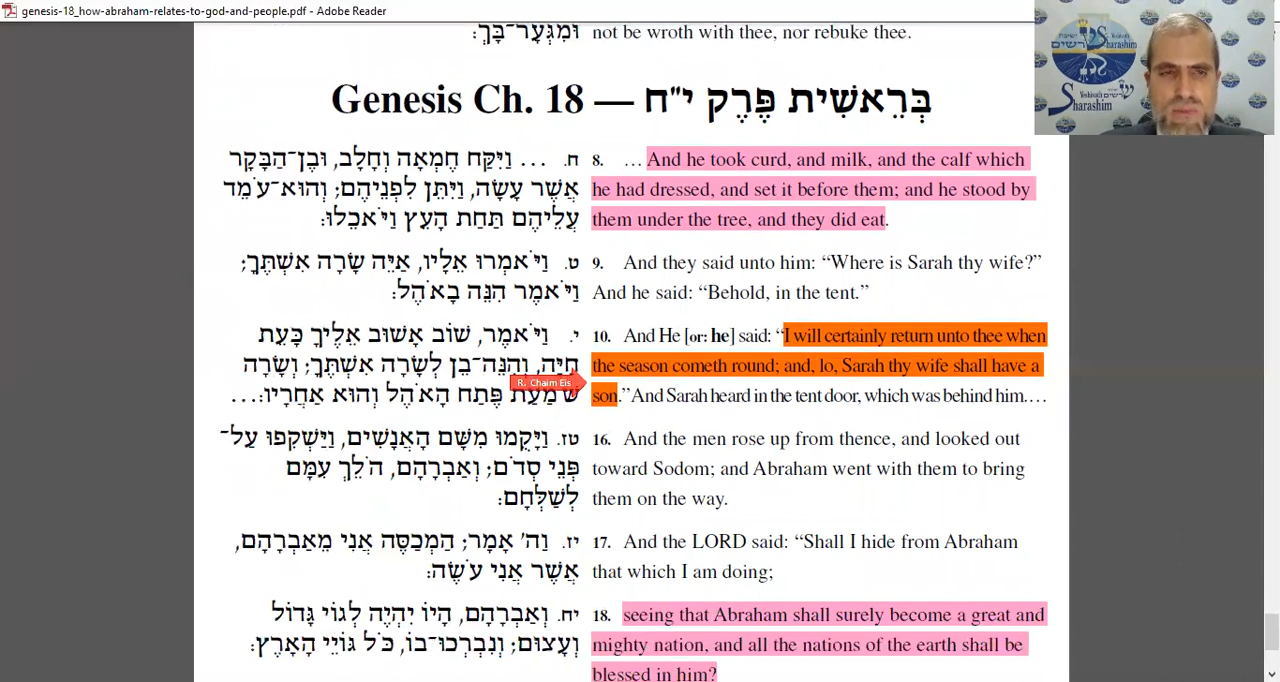 genesis-18_how-abraham-relates-to-god-and-people.pdf - Adobe Reader
וּמִגְּעָר־בָּךְ:
not be wroth with thee, nor rebuke thee.
Genesis Ch. 18 — בְּרֵאשִׁית פֶּרֶק י"ח
ח. ... וַיִּקַּח חֶמְאָה וְחָלָב, וּבֶן־הַבָּקָר
אֲשֶׁר עָשָׂה, וַיִּתֵּן לִפְנֵיהֶם; וְהוּא־עֹמֵד
עֲלֵיהֶם תַּחַת הָעֵץ וַיֹּאכֵלוּ:
8. … And he took curd, and milk, and the calf which
he had dressed, and set it before them; and he stood by
them under the tree, and they did eat.
ט. וַיֹּאמְרוּ אֵלָיו, אַיֵּה שָׂרָה אִשְׁתֶּךָ;
וַיֹּאמֶר הִנֵּה בָאֹהֶל:
9. And they said unto him: “Where is Sarah thy wife?”
And he said: “Behold, in the tent.”
י. וַיֹּאמֶר, שׁוֹב אָשׁוּב אֵלֶיךָ כָּעֵת
חַיָּה, וְהִנֵּה־בֵן לְשָׂרָה אִשְׁתֶּךָ; וְשָׂרָה
שֹׁמַעַת פֶּתַח הָאֹהֶל וְהוּא אַחֲרָיו:…
10. And He [or: he] said: “I will certainly return unto thee when
the season cometh round; and, lo, Sarah thy wife shall have a
son.” And Sarah heard in the tent door, which was behind him.…
R. Chaim Eis
טז. וַיָּקֻמוּ מִשָּׁם הָאֲנָשִׁים, וַיַּשְׁקִפוּ עַל־
פְּנֵי סְדֹם; וְאַבְרָהָם, הֹלֵךְ עִמָּם
לְשַׁלְּחָם:
16. And the men rose up from thence, and looked out
toward Sodom; and Abraham went with them to bring
them on the way.
יז. וַה' אָמָר; הַמְכַסֶּה אֲנִי מֵאַבְרָהָם,
אֲשֶׁר אֲנִי עֹשֶׂה:
17. And the LORD said: “Shall I hide from Abraham
that which I am doing;
יח. וְאַבְרָהָם, הָיוֹ יִהְיֶה לְגוֹי גָּדוֹל
וְעָצוּם; וְנִבְרְכוּ־בוֹ, כֹּל גּוֹיֵי הָאָרֶץ:
18. seeing that Abraham shall surely become a great and
mighty nation, and all the nations of the earth shall be
blessed in him?
Sharashim
Yeshivath
Sharashim